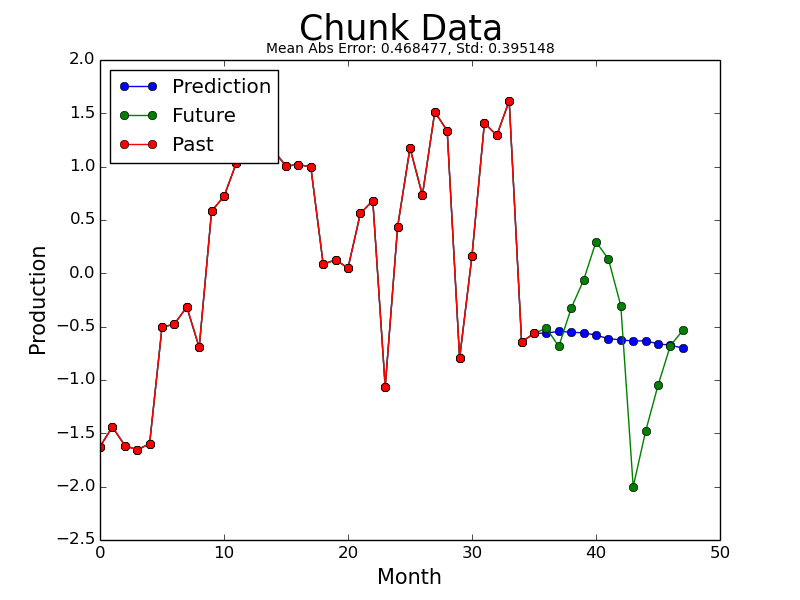 Chunk Data
Mean Abs Error: 0.468477, Std: 0.395148
Prediction
Future
Past
2.0
1.5
1.0
0.5
0.0
−0.5
−1.0
−1.5
−2.0
−2.5
Production
0 10 20 30 40 50
Month